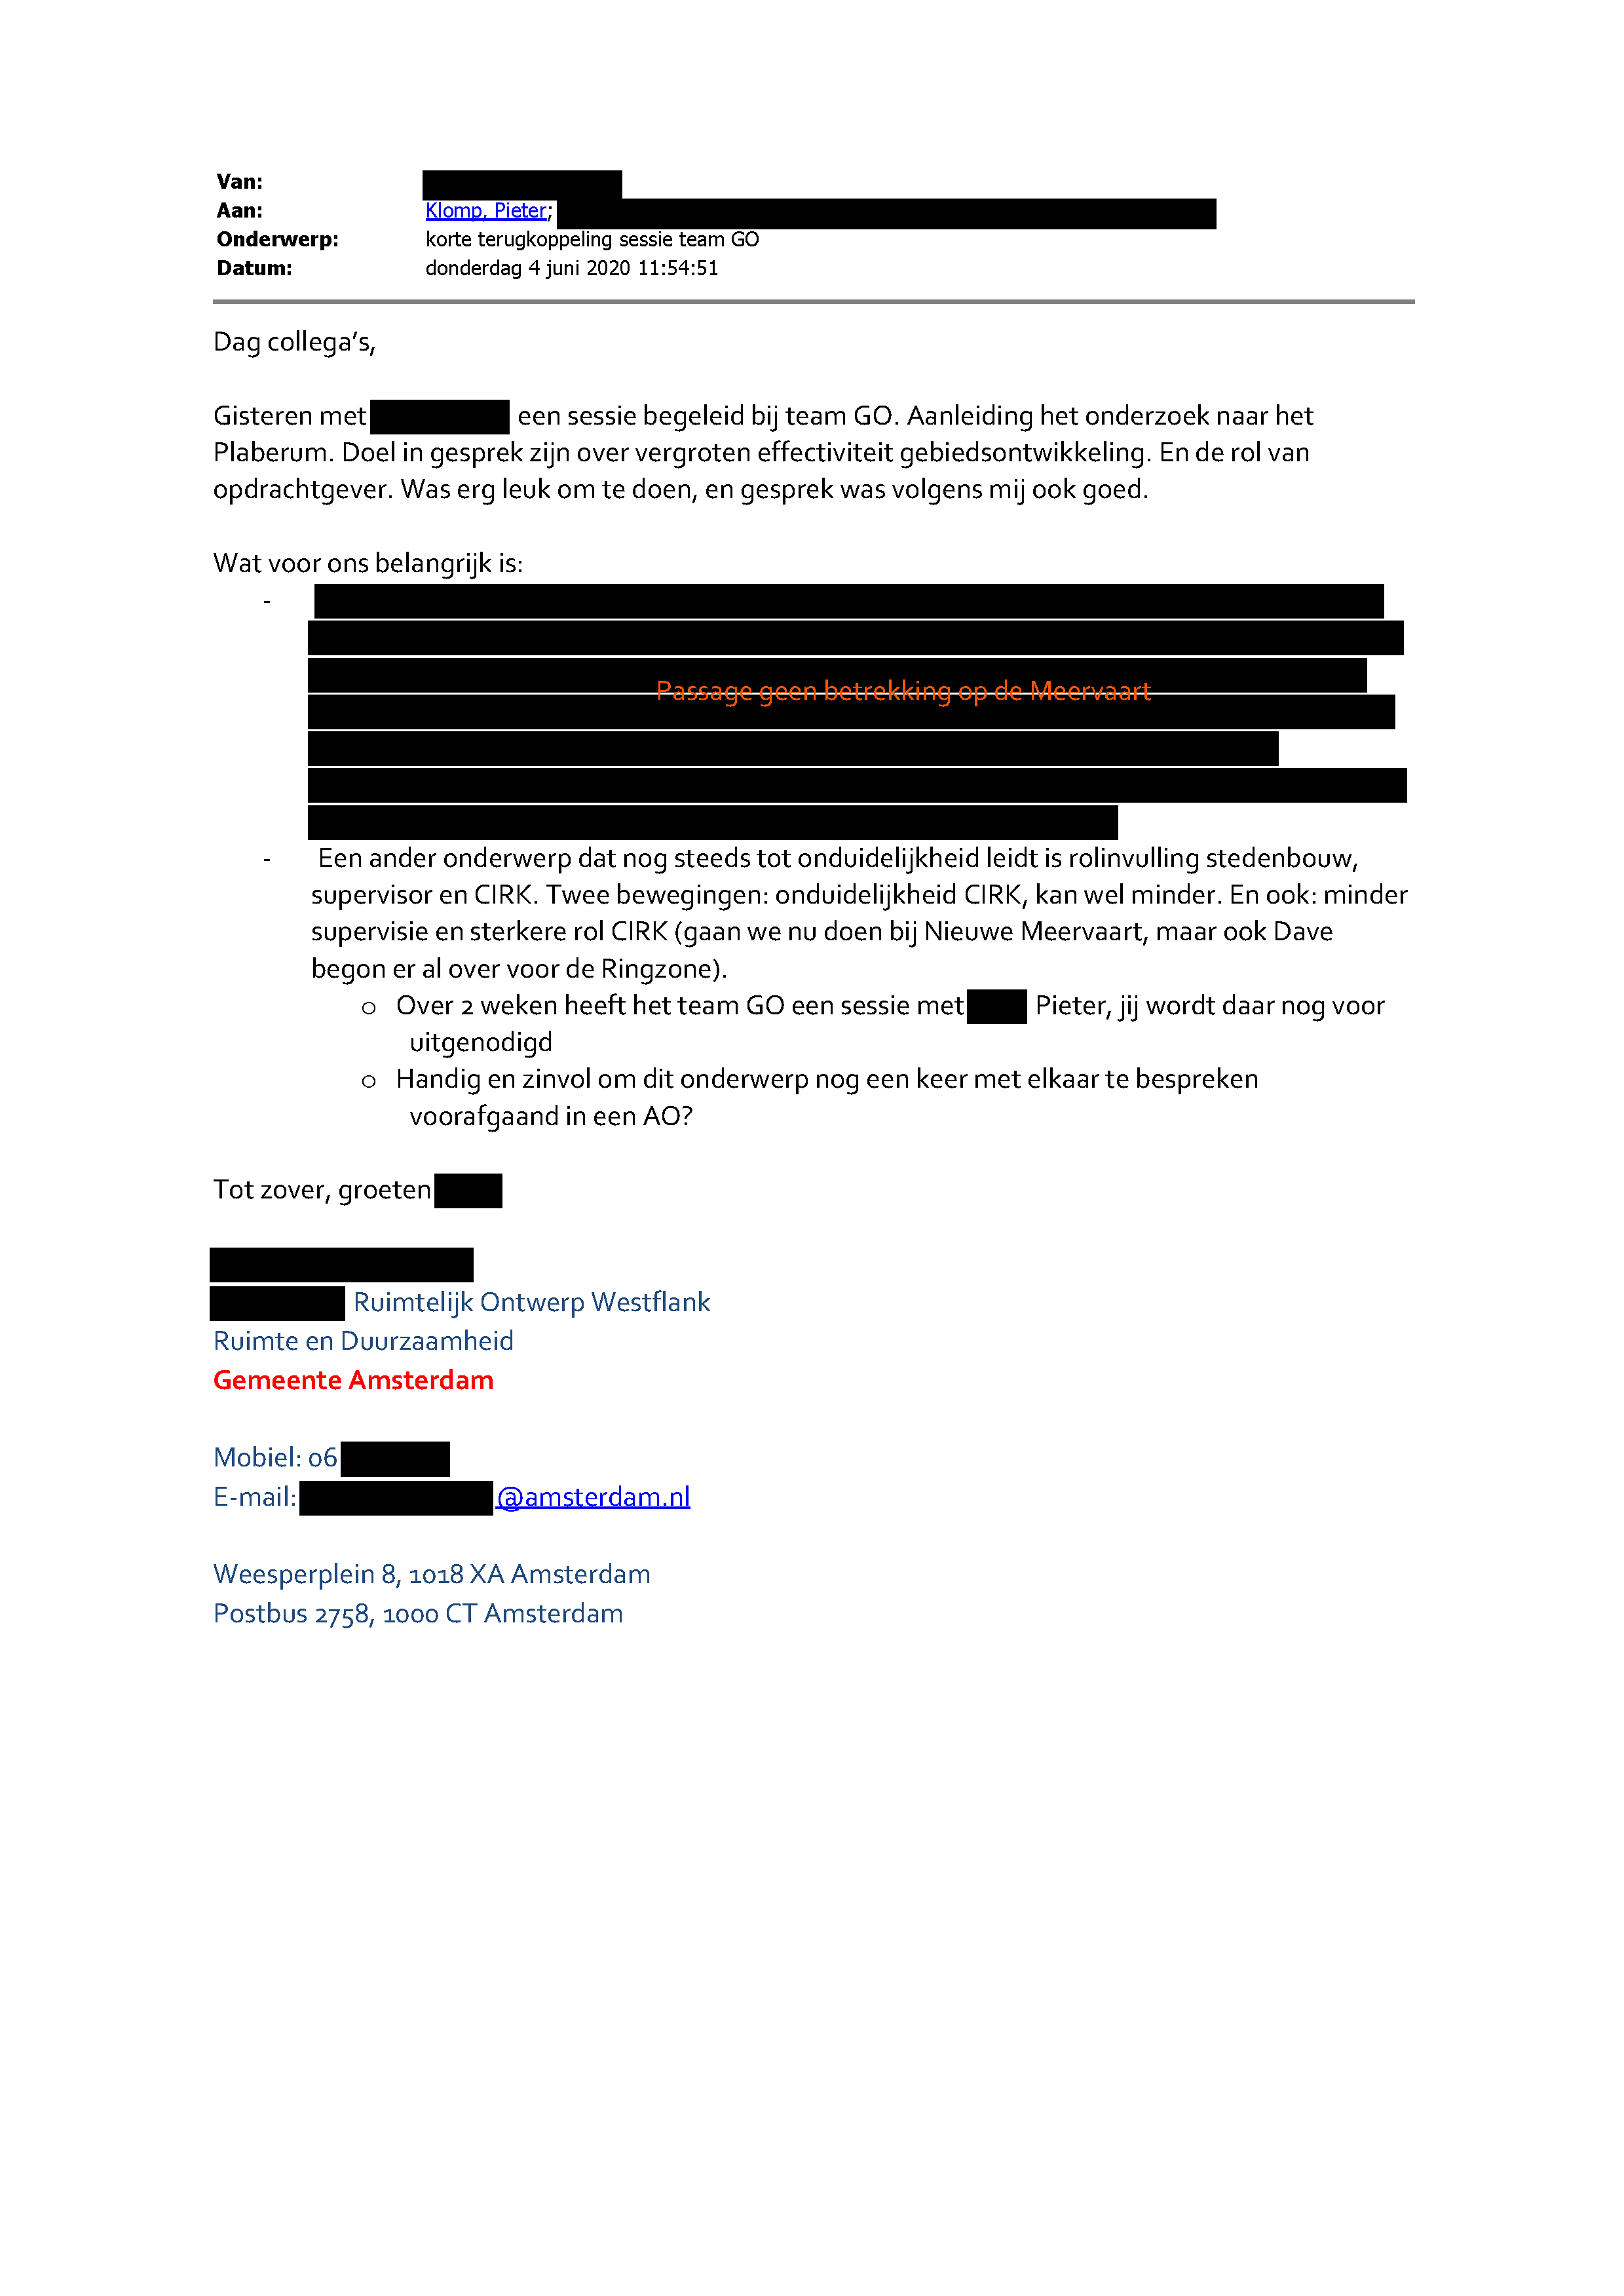 Van:
Aan: Klomp, Pieter;
Onderwerp: korte terugkoppeling sessie team GO
Datum: donderdag 4 juni 2020 11:54:51
Dag collega’s,
Gisteren met een sessie begeleid bij team GO. Aanleiding het onderzoek naar het
Plaberum. Doel in gesprek zijn over vergroten effectiviteit gebiedsontwikkeling. En de rol van
opdrachtgever. Was erg leuk om te doen, en gesprek was volgens mij ook goed.
Wat voor ons belangrijk is:
-
Passage geen betrekking op de Meervaart
- Een ander onderwerp dat nog steeds tot onduidelijkheid leidt is rolinvulling stedenbouw,
supervisor en CIRK. Twee bewegingen: onduidelijkheid CIRK, kan wel minder. En ook: minder
supervisie en sterkere rol CIRK (gaan we nu doen bij Nieuwe Meervaart, maar ook Dave
begon er al over voor de Ringzone).
o Over 2 weken heeft het team GO een sessie met Pieter, jij wordt daar nog voor
uitgenodigd
o Handig en zinvol om dit onderwerp nog een keer met elkaar te bespreken
voorafgaand in een AO?
Tot zover, groeten
Ruimtelijk Ontwerp Westflank
Ruimte en Duurzaamheid
Gemeente Amsterdam
Mobiel: 06
E-mail: @amsterdam.nl
Weesperplein 8, 1018 XA Amsterdam
Postbus 2758, 1000 CT Amsterdam